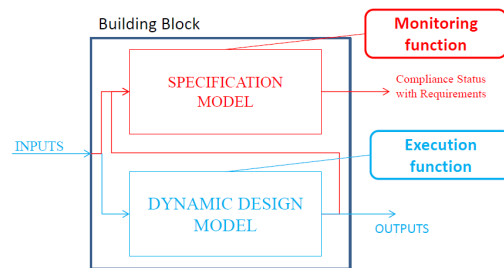 Building Block
Monitoring
function
SPECIFICATION
MODEL
Compliance Status
with Requirements
Execution
function
INPUTS
DYNAMIC DESIGN
MODEL
OUTPUTS